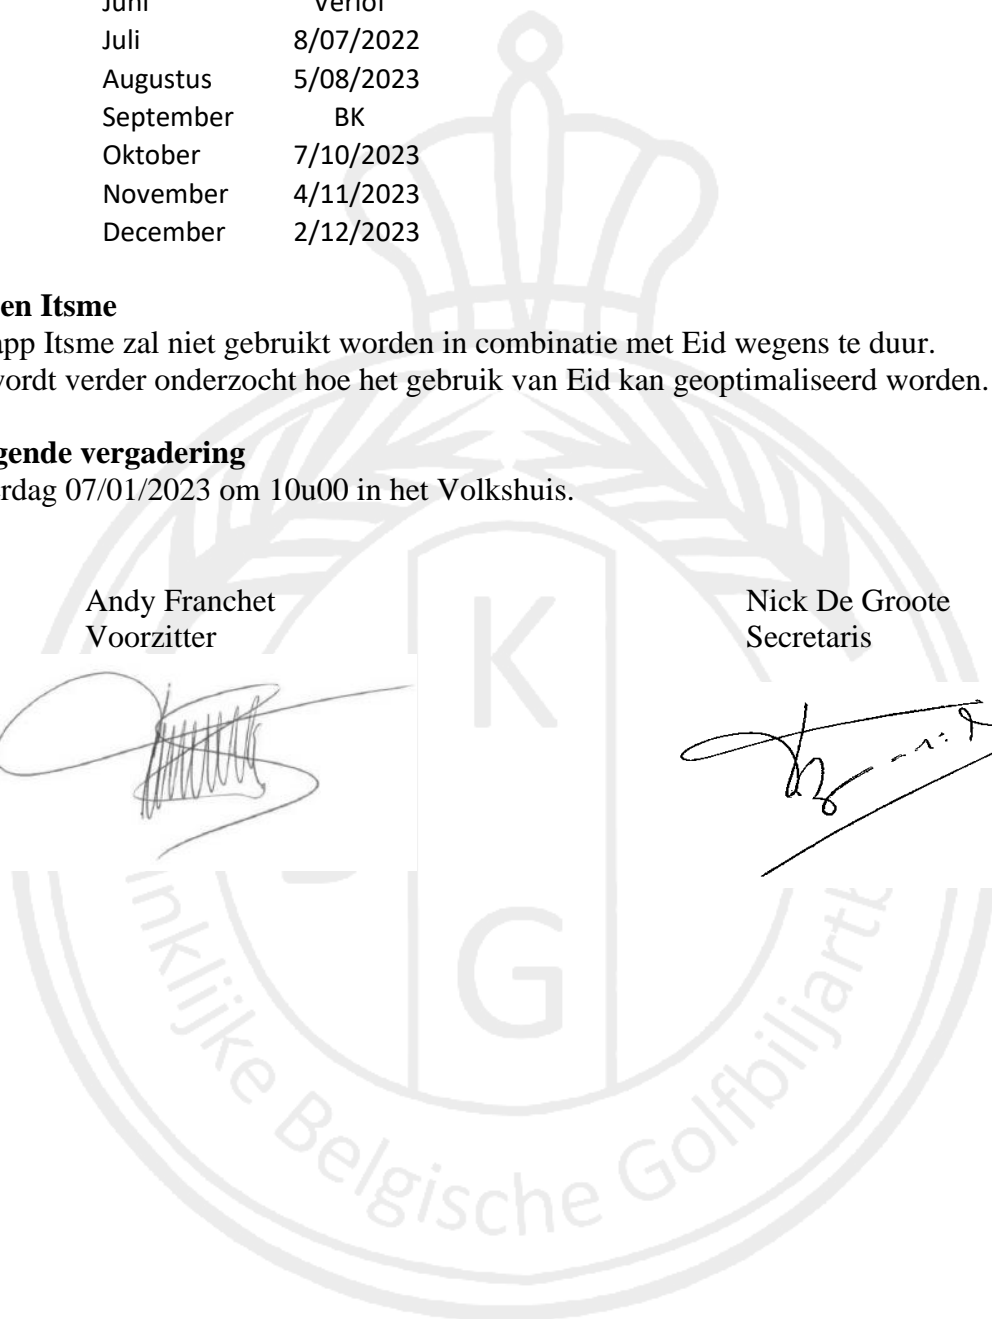 Juni Verlof
Juli 8/07/2022
Augustus 5/08/2023
September BK
Oktober 7/10/2023
November 4/11/2023
December 2/12/2023
en Itsme
app Itsme zal niet gebruikt worden in combinatie met Eid wegens te duur.
wordt verder onderzocht hoe het gebruik van Eid kan geoptimaliseerd worden.
gende vergadering
rdag 07/01/2023 om 10u00 in het Volkshuis.
Andy Franchet Nick De Groote
Voorzitter Secretaris
K
G
inklijke Belgische Golfbiljartb